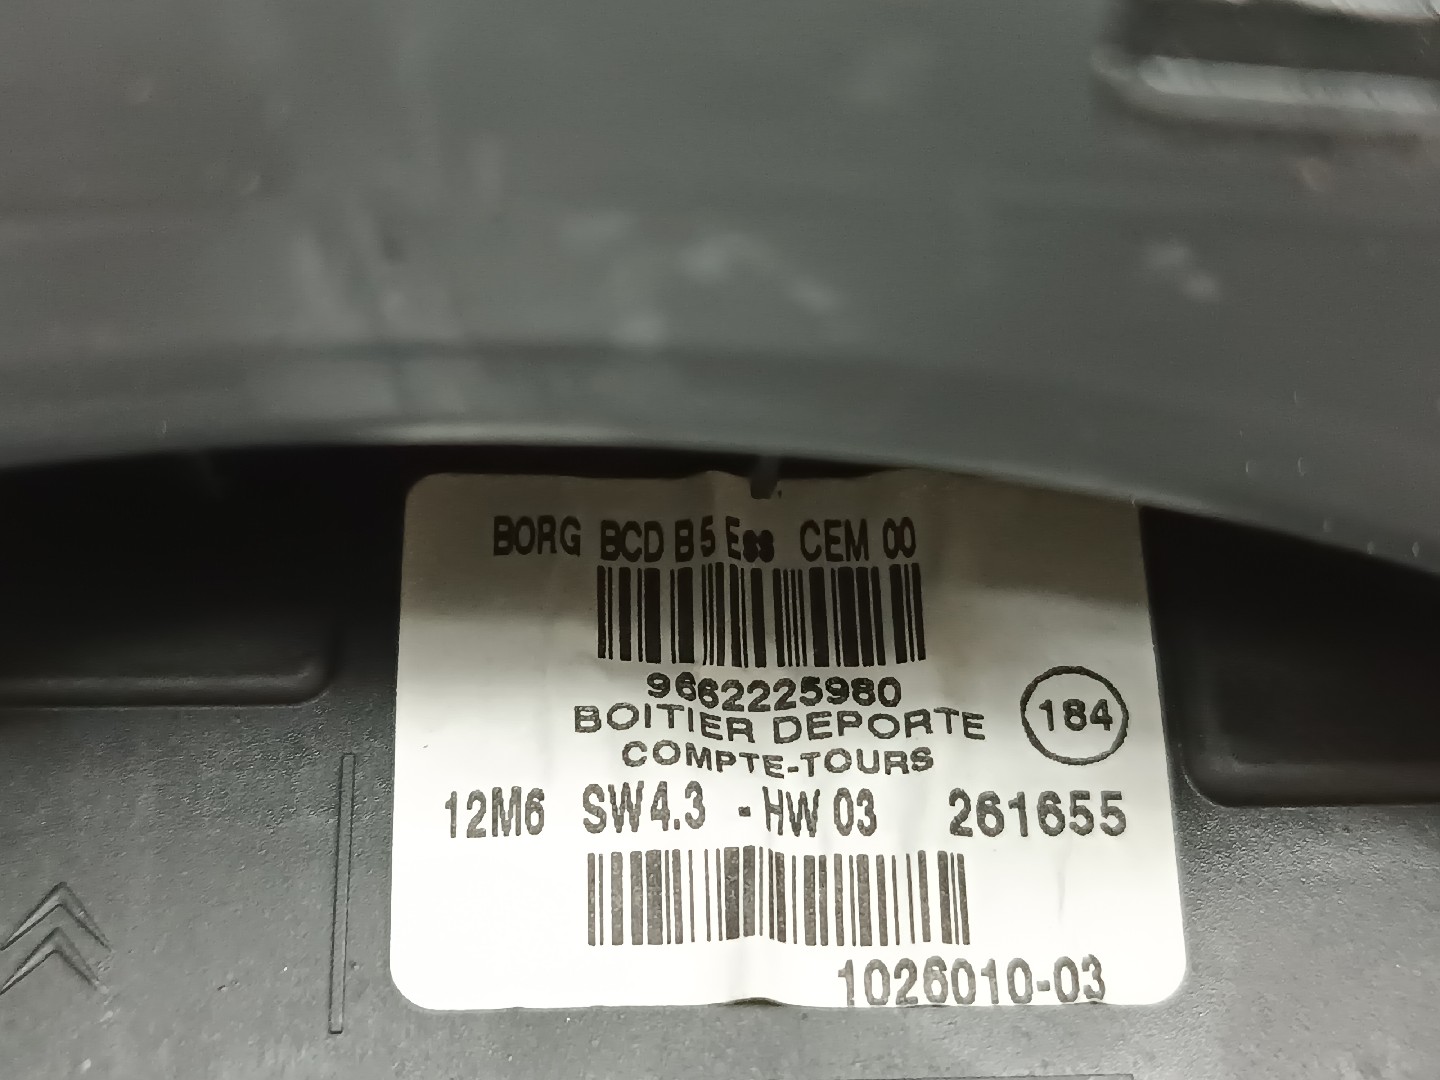 BORG BCD B5 Ess CEM 00
9662225980
BOITIER DEPORTE
COMPTE-TOURS
184
12M6 SW4.3 -HW 03 261655
1026010-03